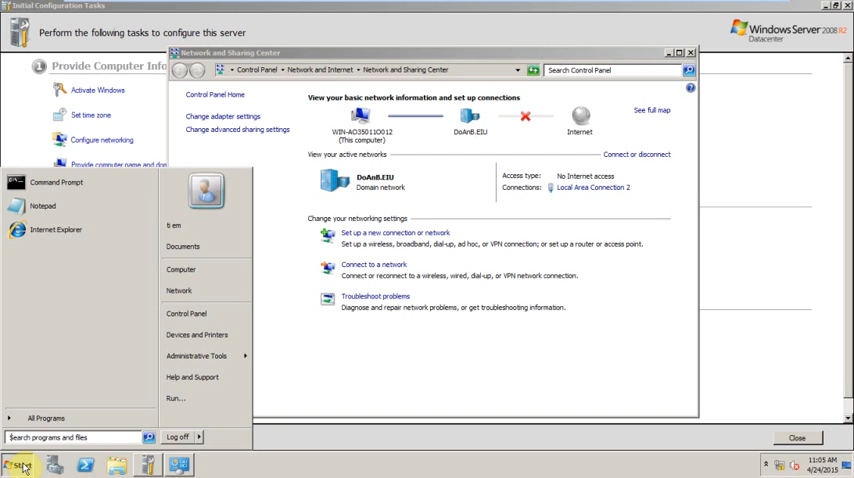 Initial Configuration Tasks
Perform the following tasks to configure this server
Windows Server 2008 R2
Datacenter
1 Provide Computer Info
Activate Windows
Set time zone
Configure networking
Provide computer name and dom
Network and Sharing Center
Control Panel
Network and Internet
Network and Sharing Center
Search Control Panel
Control Panel Home
Change adapter settings
Change advanced sharing settings
View your basic network information and set up connections
See full map
DoAnB.EIU
Internet
(This computer)
View your active networks
Connect or disconnect
DoAnB.EIU
Domain network
Access type: No Internet access
Connections: Local Area Connection 2
Change your networking settings
Set up a new connection or network
Set up a wireless, broadband, dial-up, ad hoc, or VPN connection; or set up a router or access point.
Connect to a network
Connect or reconnect to a wireless, wired, dial-up, or VPN network connection.
Troubleshoot problems
Diagnose and repair network problems, or get troubleshooting information.
Command Prompt
Notepad
Internet Explorer
All Programs
Search programs and files
ti em
Documents
Computer
Network
Control Panel
Devices and Printers
Administrative Tools
Help and Support
Run...
Log off
Close
Start
11:05 AM
4/24/2015